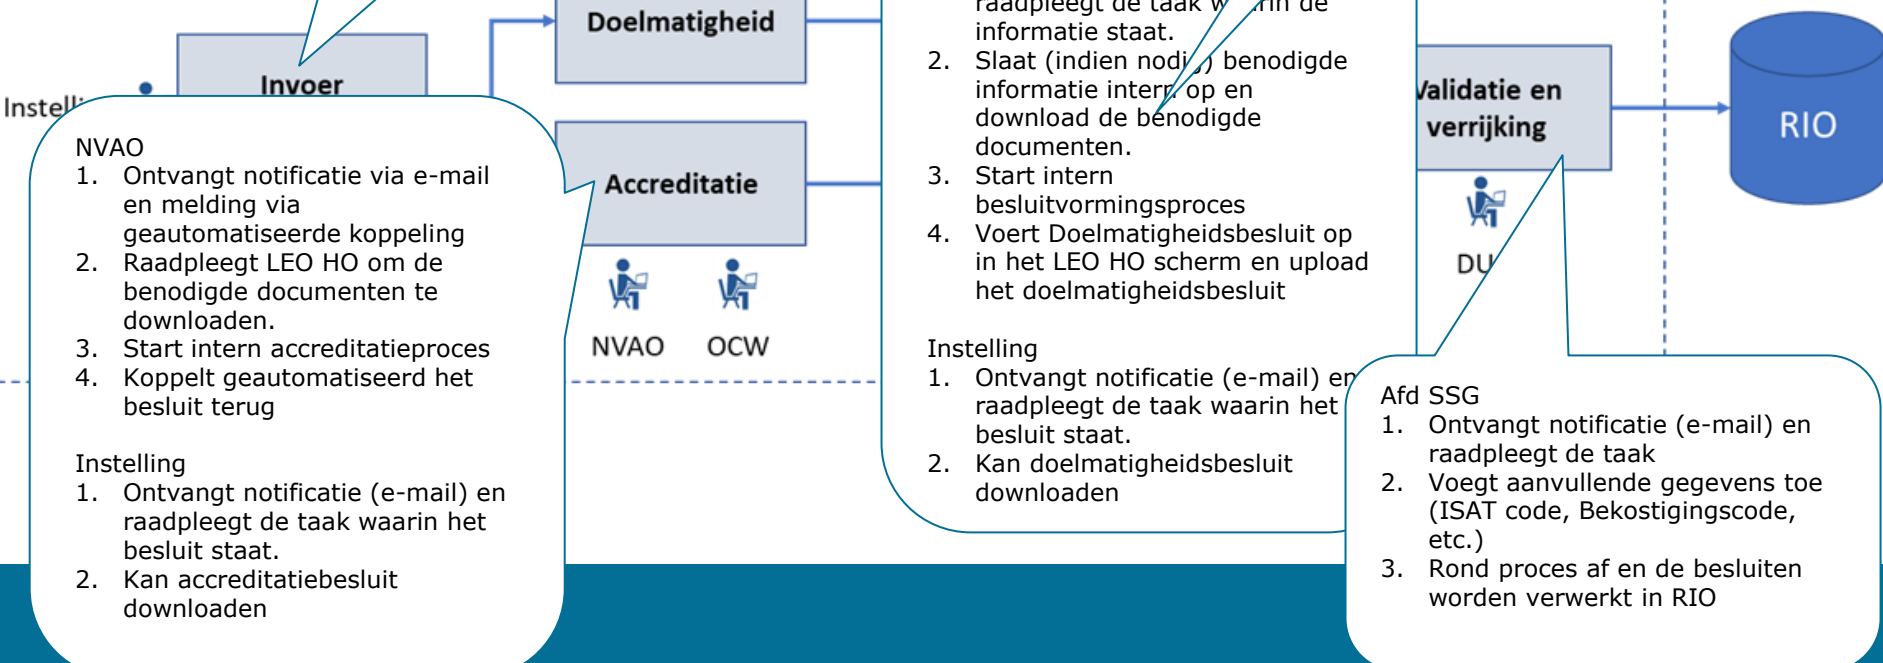 Doelmatigheid
Invoer
Instelli
Accreditatie
NVAO
OCW
Validatie en
verrijking
DU
RIO
NVAO
1. Ontvangt notificatie via e-mail
en melding via
geautomatiseerde koppeling
2. Raadpleegt LEO HO om de
benodigde documenten te
downloaden.
3. Start intern accreditatieproces
4. Koppelt geautomatiseerd het
besluit terug
Instelling
1. Ontvangt notificatie (e-mail) en
raadpleegt de taak waarin het
besluit staat.
2. Kan accreditatiebesluit
downloaden
raadpleegt de taak waarin de
informatie staat.
2. Slaat (indien nodig) benodigde
informatie intern op en
download de benodigde
documenten.
3. Start intern
besluitvormingsproces
4. Voert Doelmatigheidsbesluit op
in het LEO HO scherm en upload
het doelmatigheidsbesluit
Instelling
1. Ontvangt notificatie (e-mail) en
raadpleegt de taak waarin het
besluit staat.
2. Kan doelmatigheidsbesluit
downloaden
Afd SSG
1. Ontvangt notificatie (e-mail) en
raadpleegt de taak
2. Voegt aanvullende gegevens toe
(ISAT code, Bekostigingscode,
etc.)
3. Rond proces af en de besluiten
worden verwerkt in RIO